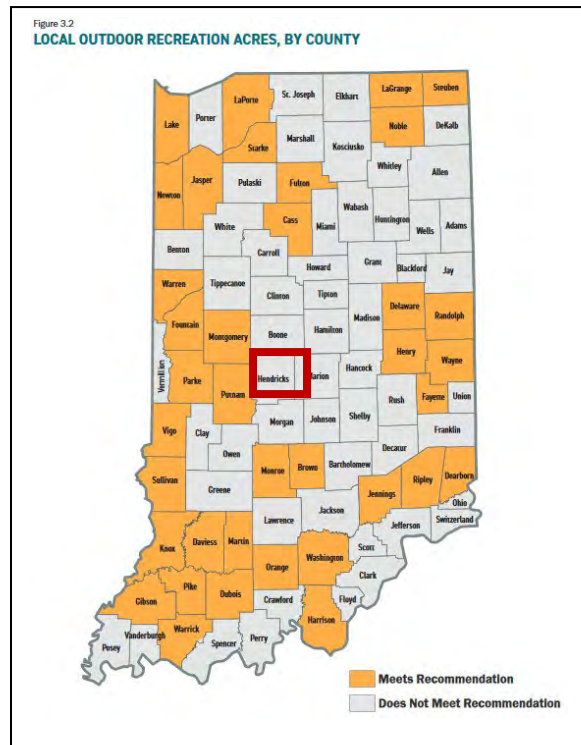 Figure 3.2
LOCAL OUTDOOR RECREATION ACRES, BY COUNTY
Lake
Porter
LaPorte
St. Joseph
Elkhart
LaGrange
Steuben
Noble
DeKalb
Starke
Marshall
Kosciusko
Whitley
Allen
Newton
Jasper
Pulaski
Fulton
Cass
Miami
Wabash
Huntington
Wells
Adams
White
Benton
Carroll
Howard
Grant
Blackford
Jay
Warren
Tippecanoe
Clinton
Tipton
Madison
Delaware
Randolph
Fountain
Montgomery
Boone
Hamilton
Henry
Wayne
Vermillion
Parke
Putnam
Hendricks
Marion
Hancock
Rush
Fayette
Union
Vigo
Clay
Owen
Morgan
Johnson
Shelby
Decatur
Franklin
Sullivan
Greene
Monroe
Brown
Bartholomew
Jennings
Ripley
Dearborn
Ohio
Switzerland
Jefferson
Jackson
Lawrence
Knox
Daviess
Martin
Orange
Washington
Scott
Clark
Floyd
Harrison
Crawford
Gibson
Pike
Dubois
Posey
Vanderburgh
Warrick
Spencer
Perry
Meets Recommendation
Does Not Meet Recommendation